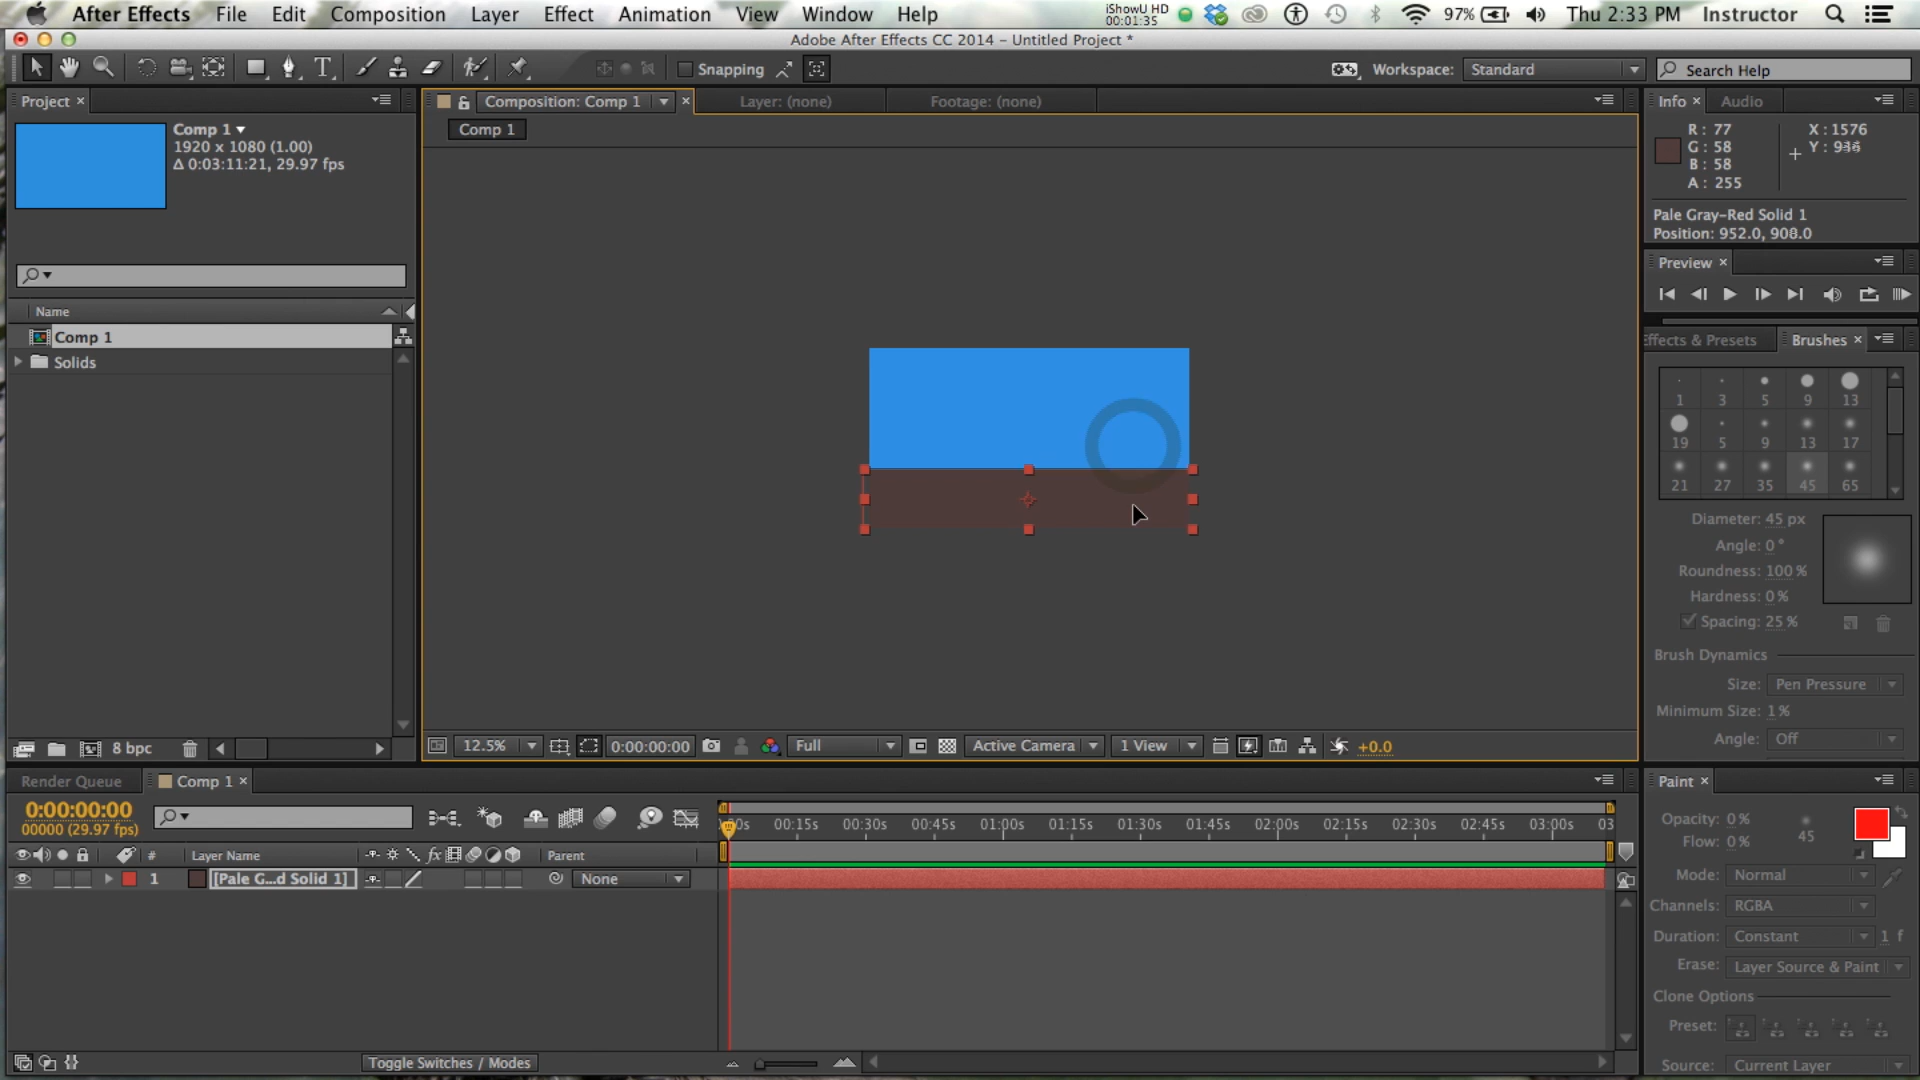 After Effects File Edit Composition Layer Effect Animation View Window Help iShowU HD 00:01:35 97% Thu 2:33 PM Instructor
Adobe After Effects CC 2014 – Untitled Project *
T Snapping Workspace: Standard Search Help
Project × Composition: Comp 1 × Layer: (none) Footage: (none) Info × Audio
Comp 1
1920 x 1080 (1.00)
Δ 0:03:11:21, 29.97 fps
Comp 1
R: 77
G: 58
B: 58
A: 255
X: 1576
Pale Gray-Red Solid 1
Position: 952.0, 908.0
Preview ×
Name
Comp 1
Solids
Effects & Presets Brushes ×
1 3 5 9 13
19 5 9 13 17
21 27 35 45 65
Diameter: 45 px
Angle: 0°
Roundness: 100%
Hardness: 0%
Spacing: 25%
Brush Dynamics
Size: Pen Pressure
Minimum Size: 1%
Angle: Off
8 bpc 12.5% 0:00:00:00 Full Active Camera 1 View +0.0
Render Queue Comp 1 × Paint ×
0:00:00:00
00000 (29.97 fps)
00s 00:15s 00:30s 00:45s 01:00s 01:15s 01:30s 01:45s 02:00s 02:15s 02:30s 02:45s 03:00s 03
# Layer Name fx Parent
1 [Pale G...d Solid 1] None
Opacity: 0%
Flow: 0%
45
Mode: Normal
Channels: RGBA
Duration: Constant 1 f
Erase: Layer Source & Paint
Clone Options
Preset:
Source: Current Layer
Toggle Switches / Modes